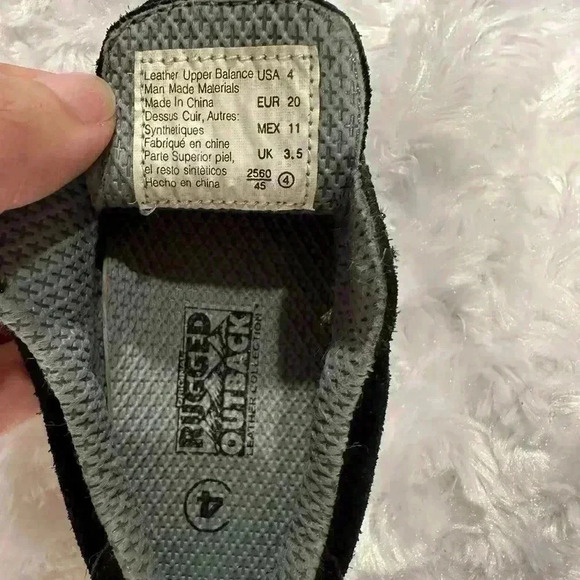 Leather Upper Balance USA 4
Man Made Materials
Made In China EUR 20
Dessus Cuir, Autres:
Synthetiques MEX 11
Fabriqué en chine
Parte Superior piel, UK 3.5
el resto sintéticos 2560
Hecho en china 45 4
RUGGED
OUTBACK
LEATHER COLLECTION
4